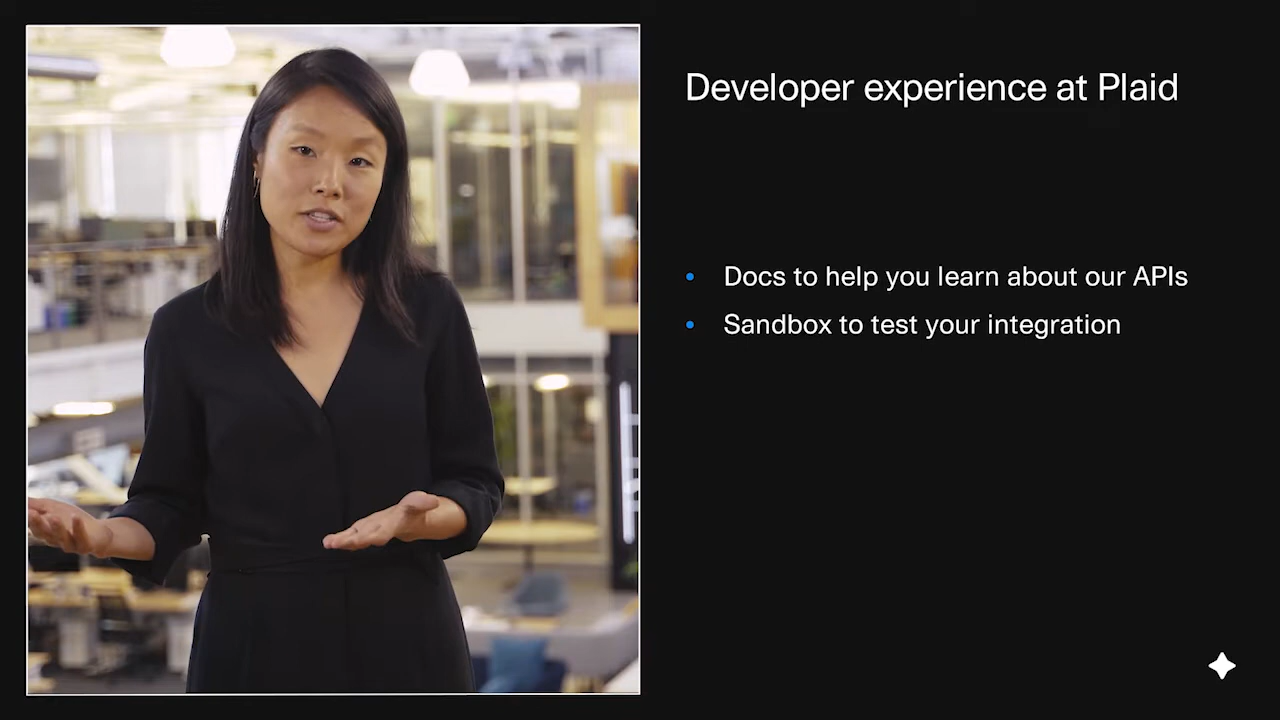 Developer experience at Plaid
Docs to help you learn about our APIs
Sandbox to test your integration